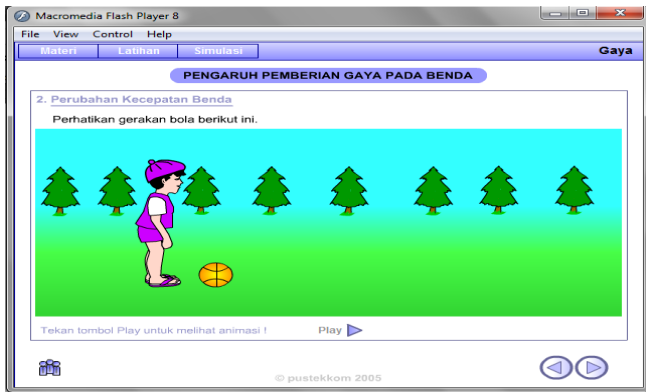 Macromedia Flash Player 8
File View Control Help
Materi Latihan Simulasi Gaya
PENGARUH PEMBERIAN GAYA PADA BENDA
2. Perubahan Kecepatan Benda
Perhatikan gerakan bola berikut ini.
Tekan tombol Play untuk melihat animasi ! Play
© pustekkom 2005